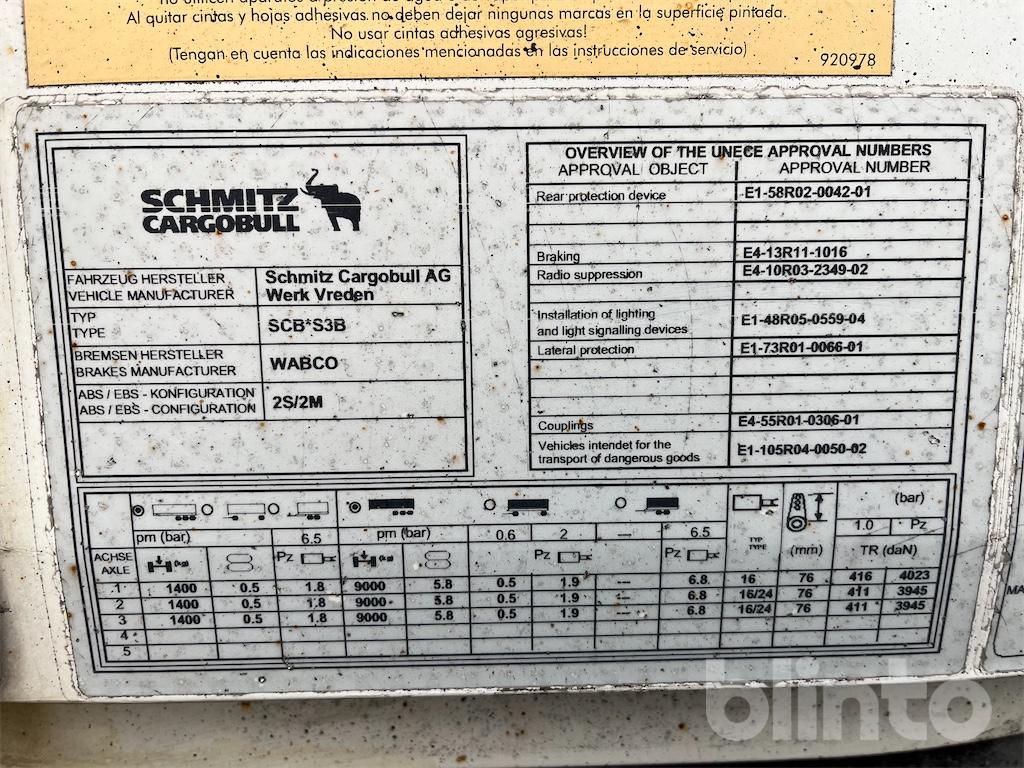 Al quitar cintas y hojas adhesivas no deben dejar ningunas marcas en la superficie pintada.
No usar cintas adhesivas agresivas!
(Tengan en cuenta las indicaciones mencionadas en las instrucciones de servicio)
920978
SCHMITZ
CARGOBULL
FAHRZEUG HERSTELLER
VEHICLE MANUFACTURER
Schmitz Cargobull AG
Werk Vreden
TYP
TYPE
SCB*S3B
BREMSEN HERSTELLER
BRAKES MANUFACTURER
WABCO
ABS / EBS - KONFIGURATION
ABS / EBS - CONFIGURATION
2S/2M
OVERVIEW OF THE UNECE APPROVAL NUMBERS
APPROVAL OBJECT APPROVAL NUMBER
Rear protection device E1-58R02-0042-01
Braking E4-13R11-1016
Radio suppression E4-10R03-2349-02
Installation of lighting
and light signalling devices
E1-48R05-0559-04
Lateral protection E1-73R01-0066-01
Couplings E4-55R01-0306-01
Vehicles intendet for the
transport of dangerous goods
E1-105R04-0050-02
(bar)
pm (bar) 6.5 pm (bar) 0.6 2 --- 6.5 TYP TYPE (mm) 1.0 Pz
ACHSE
AXLE
(kg) Pz (kg) Pz Pz TR (daN)
1 1400 0.5 1.8 9000 5.8 0.5 1.9 --- 6.8 16 76 416 4023
2 1400 0.5 1.8 9000 5.8 0.5 1.9 --- 6.8 16/24 76 411 3945
3 1400 0.5 1.8 9000 5.8 0.5 1.9 --- 6.8 16/24 76 411 3945
4
5
MA
blinto